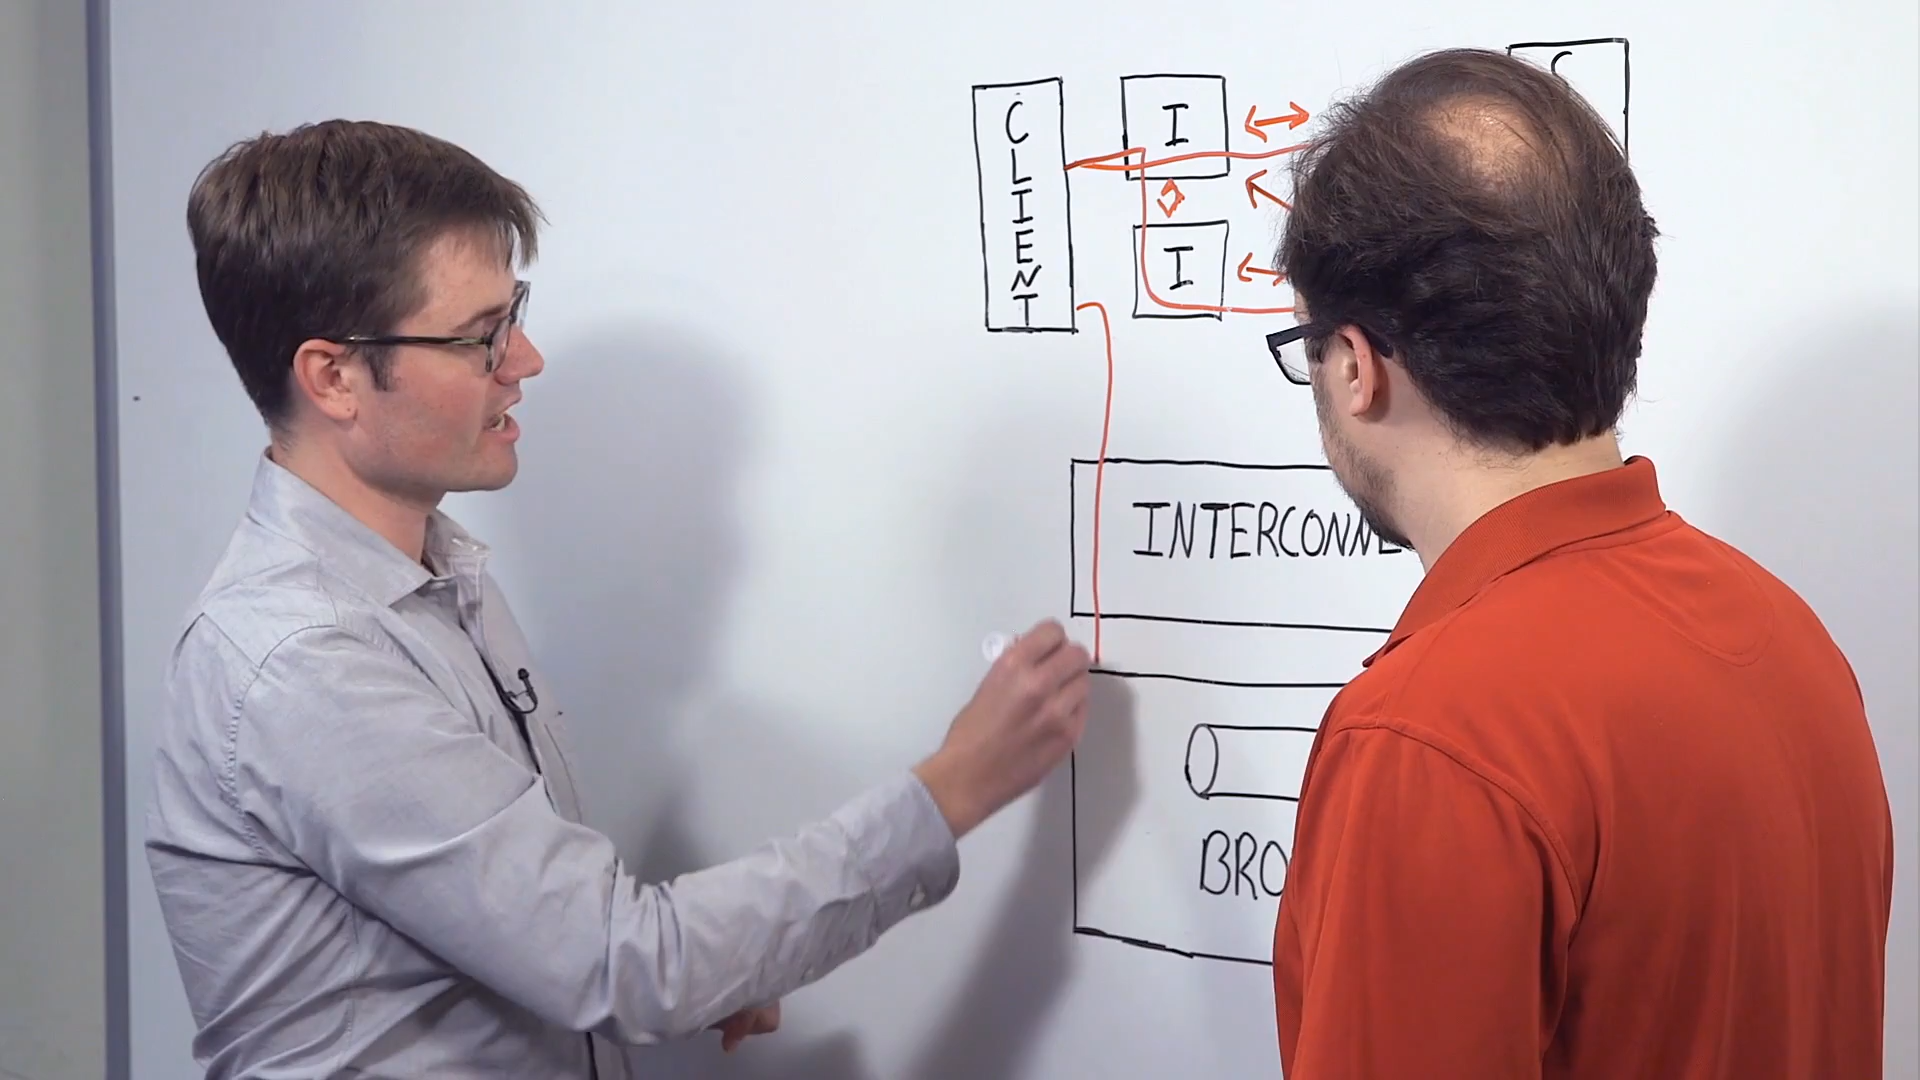 CLIENT
I
I
C
INTERCONNE
BRO